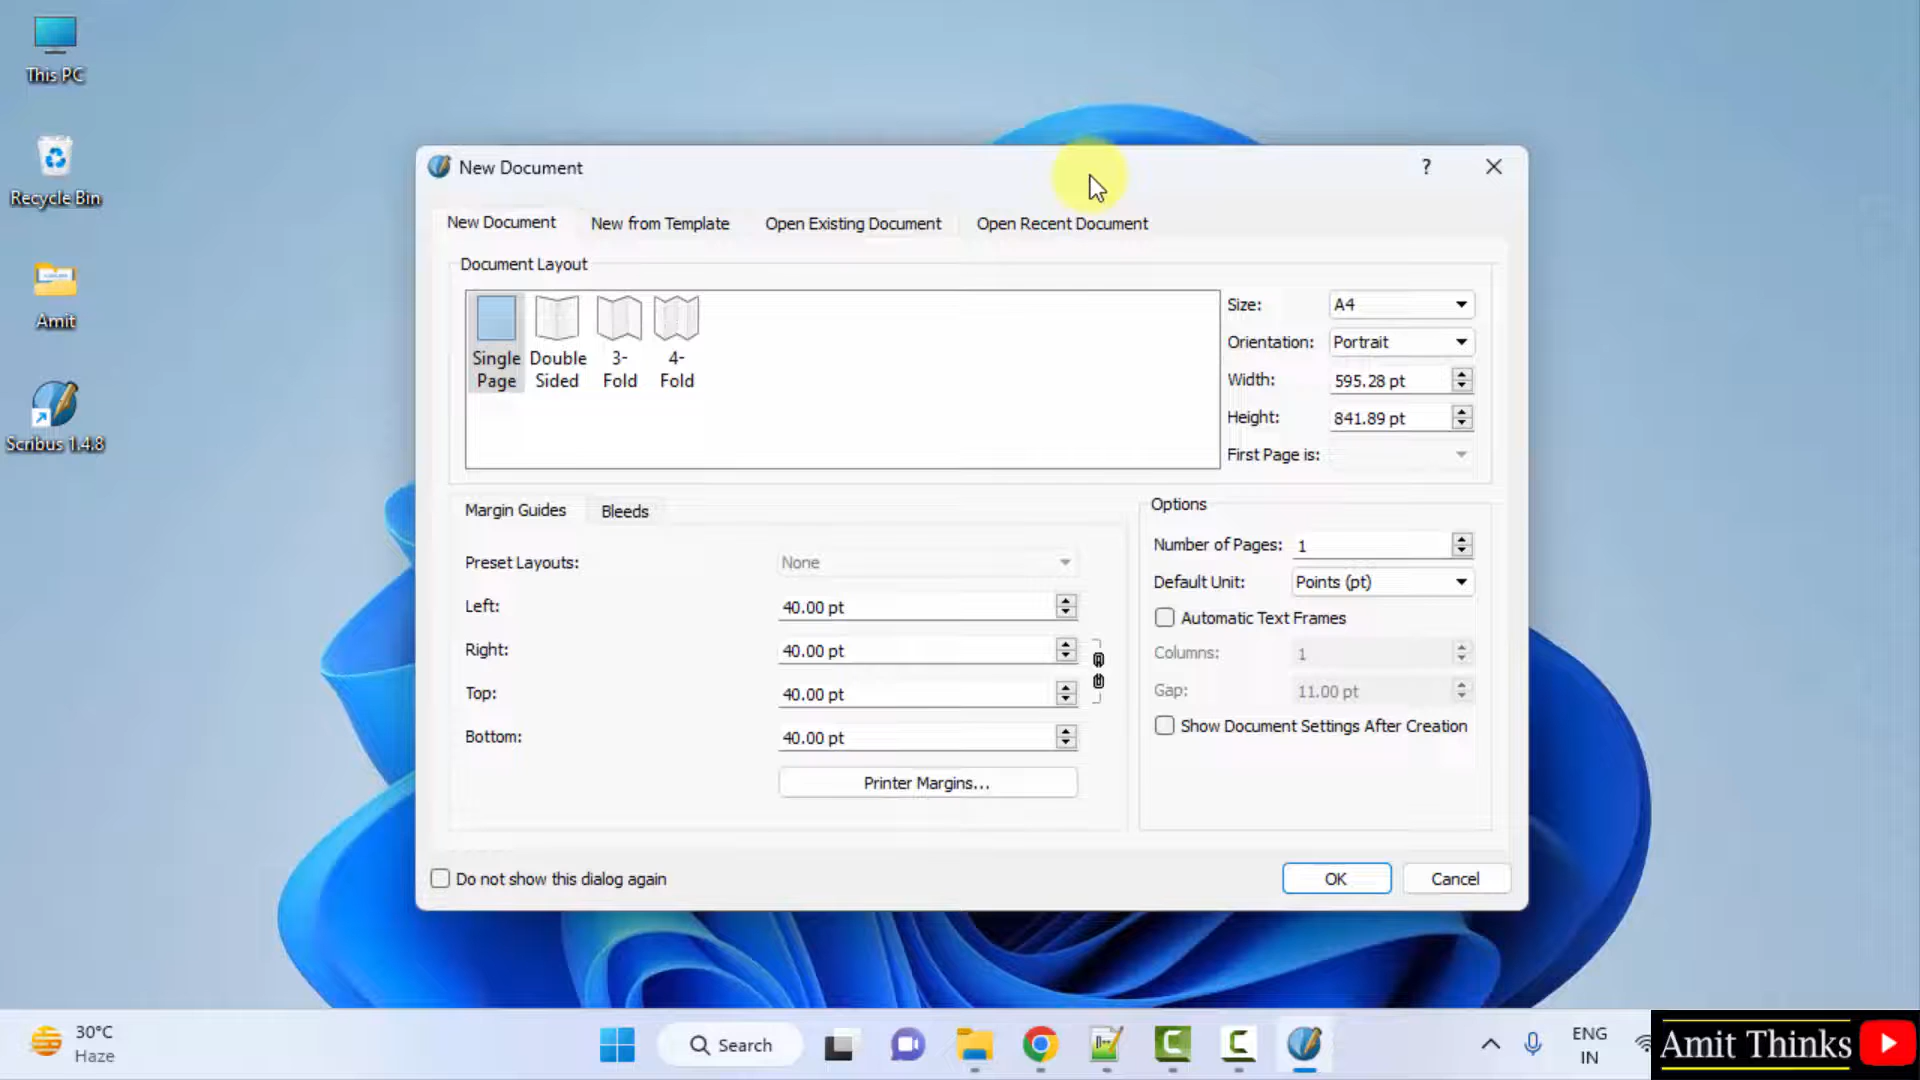 This PC
Recycle Bin
Amit
Scribus 1.4.8
New Document
?
New Document
New from Template
Open Existing Document
Open Recent Document
Document Layout
Single Page
Double Sided
3-Fold
4-Fold
Size: A4
Orientation: Portrait
Width: 595.28 pt
Height: 841.89 pt
First Page is:
Margin Guides
Bleeds
Preset Layouts: None
Left: 40.00 pt
Right: 40.00 pt
Top: 40.00 pt
Bottom: 40.00 pt
Printer Margins...
Options
Number of Pages: 1
Default Unit: Points (pt)
Automatic Text Frames
Columns: 1
Gap: 11.00 pt
Show Document Settings After Creation
Do not show this dialog again
OK
Cancel
30°C
Haze
Search
ENG
IN
Amit Thinks